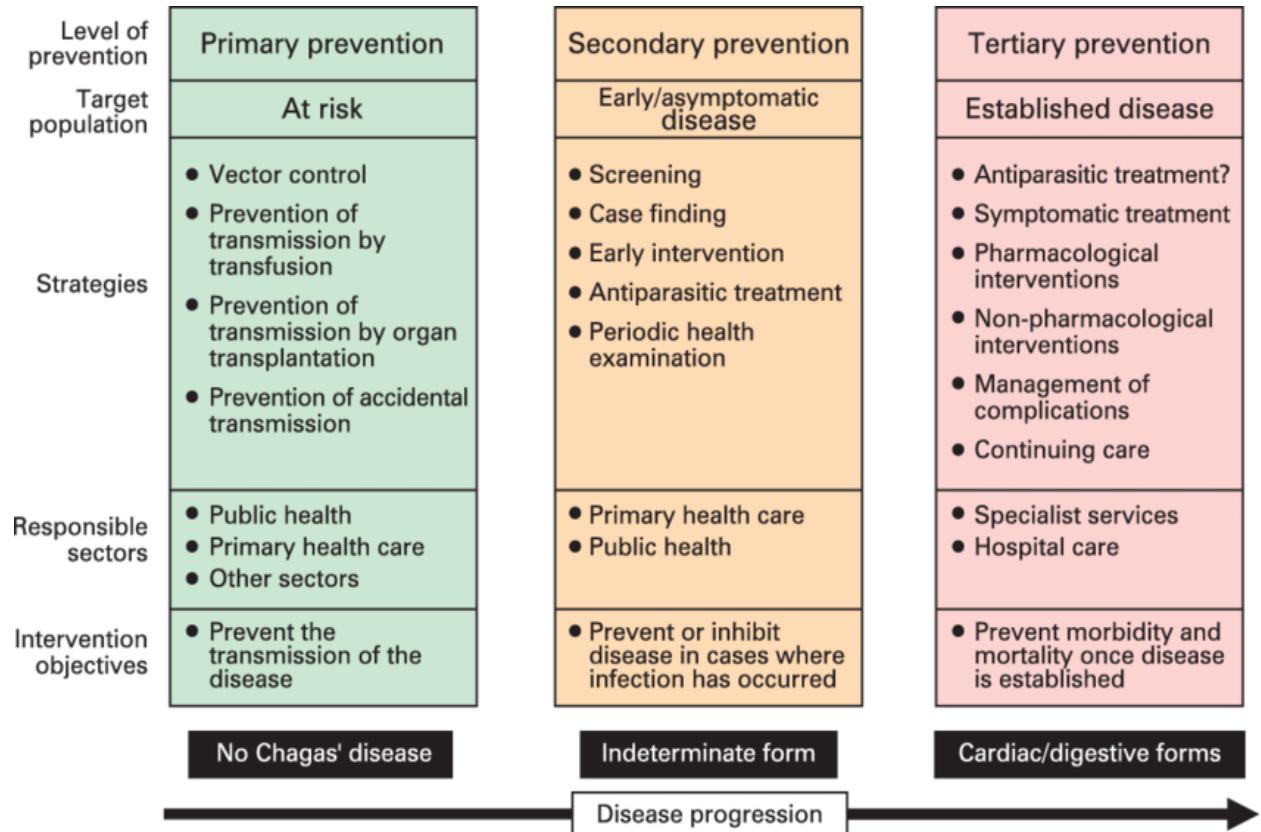 Level of
prevention
Primary prevention
Secondary prevention
Tertiary prevention
Target
population
At risk
Early/asymptomatic
disease
Established disease
Strategies
● Vector control
● Prevention of
transmission by
transfusion
● Prevention of
transmission by organ
transplantation
● Prevention of accidental
transmission
● Screening
● Case finding
● Early intervention
● Antiparasitic treatment
● Periodic health
examination
● Antiparasitic treatment?
● Symptomatic treatment
● Pharmacological
interventions
● Non-pharmacological
interventions
● Management of
complications
● Continuing care
Responsible
sectors
● Public health
● Primary health care
● Other sectors
● Primary health care
● Public health
● Specialist services
● Hospital care
Intervention
objectives
● Prevent the
transmission of the
disease
● Prevent or inhibit
disease in cases where
infection has occurred
● Prevent morbidity and
mortality once disease
is established
No Chagas' disease
Indeterminate form
Cardiac/digestive forms
Disease progression